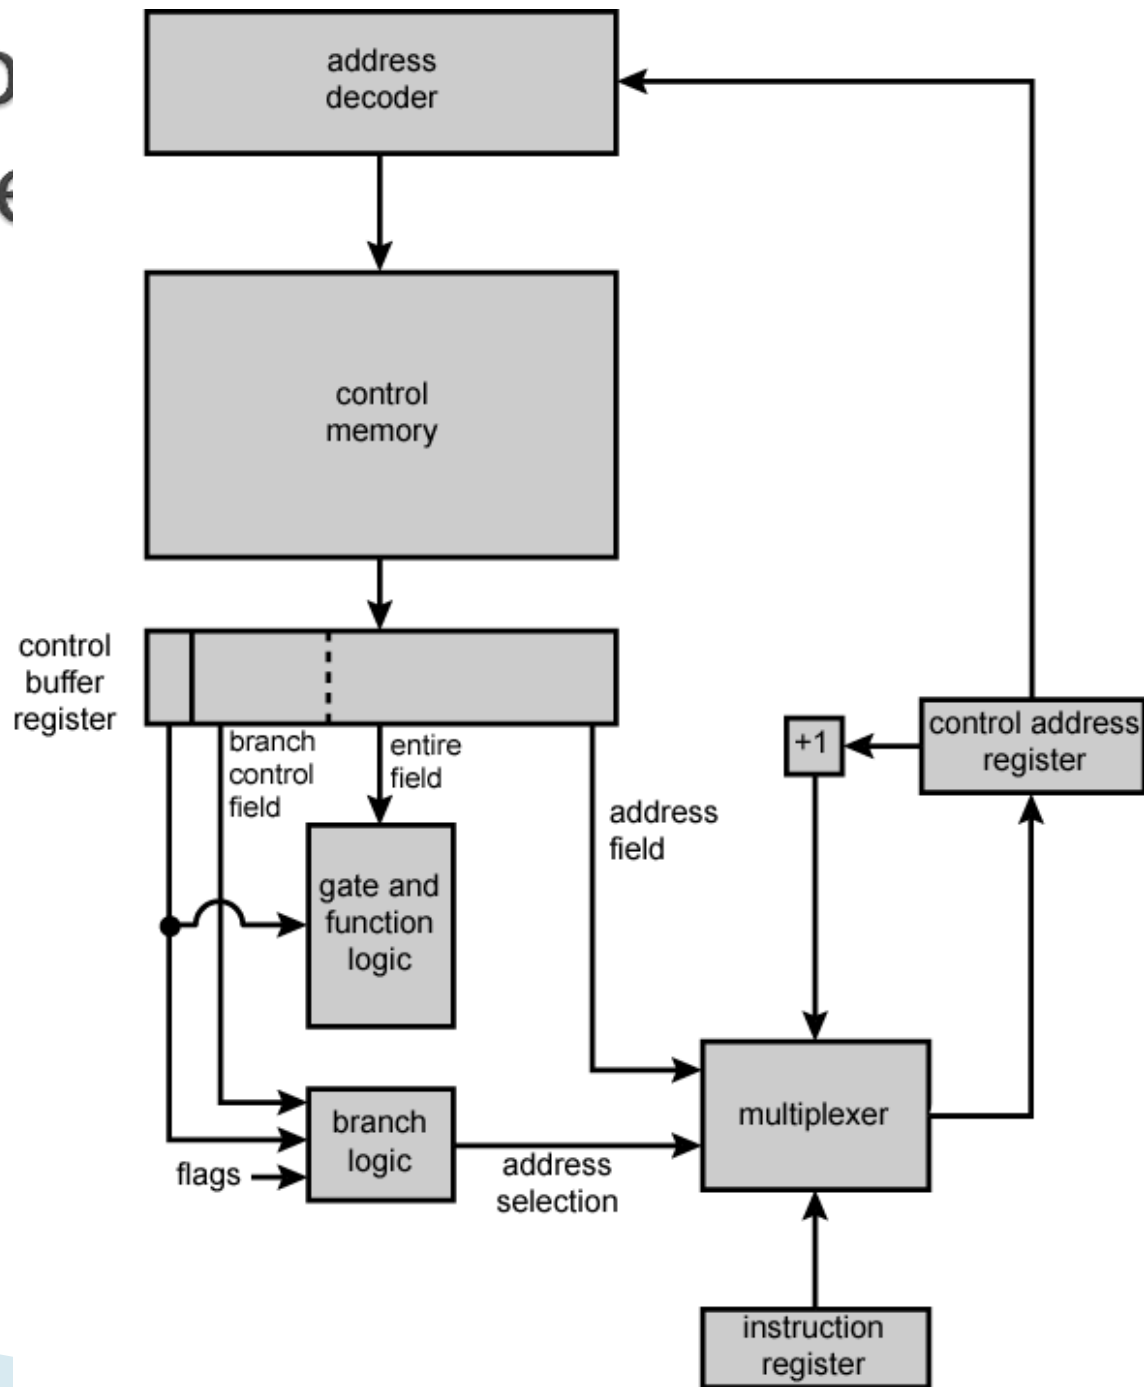 address
decoder
control
memory
control
buffer
register
branch
control
field
entire
field
address
field
+1
control address
register
gate and
function
logic
branch
logic
flags
address
selection
multiplexer
instruction
register